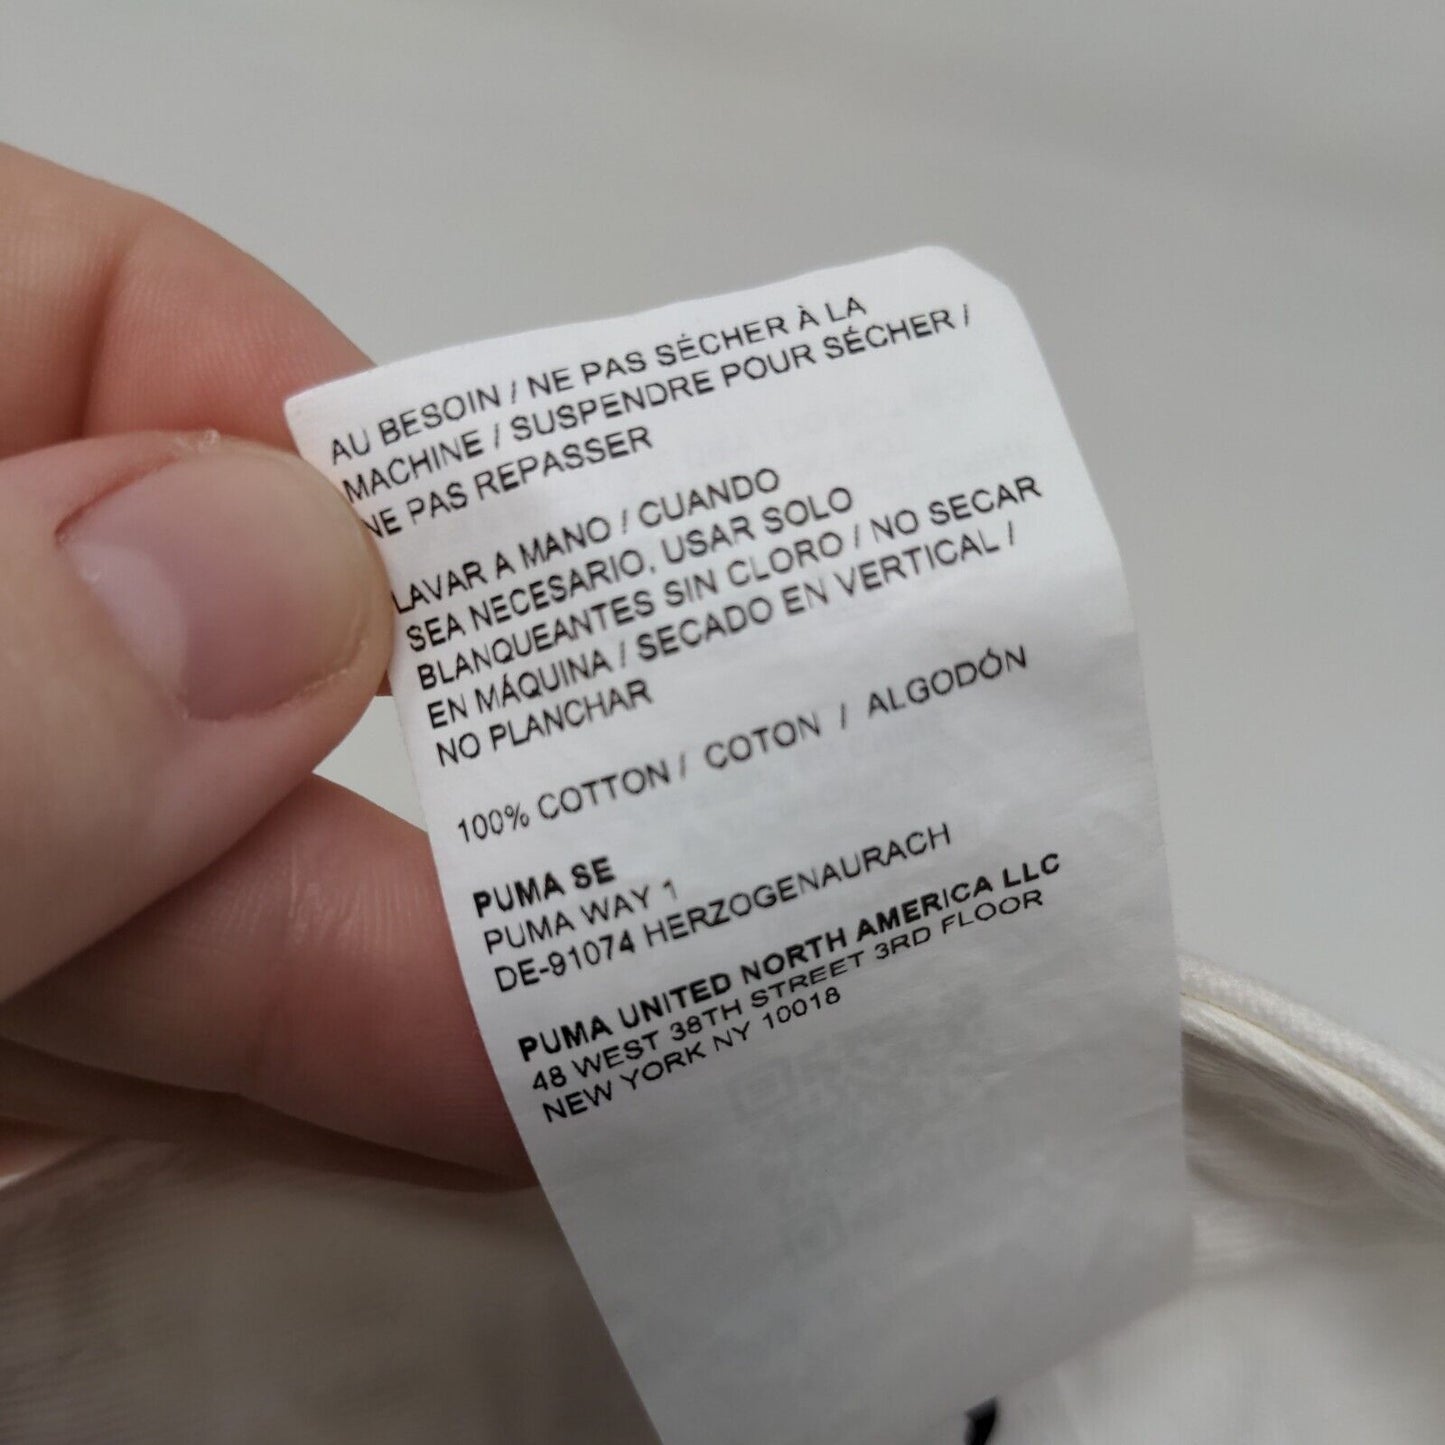 AU BESOIN / NE PAS SÉCHER À LA
MACHINE / SUSPENDRE POUR SÉCHER /
NE PAS REPASSER
LAVAR A MANO / CUANDO
SEA NECESARIO, USAR SOLO
BLANQUEANTES SIN CLORO / NO SECAR
EN MÁQUINA / SECADO EN VERTICAL /
NO PLANCHAR
100% COTTON / COTON / ALGODÓN
PUMA SE
PUMA WAY 1
DE-91074 HERZOGENAURACH
PUMA UNITED NORTH AMERICA LLC
48 WEST 38TH STREET 3RD FLOOR
NEW YORK NY 10018